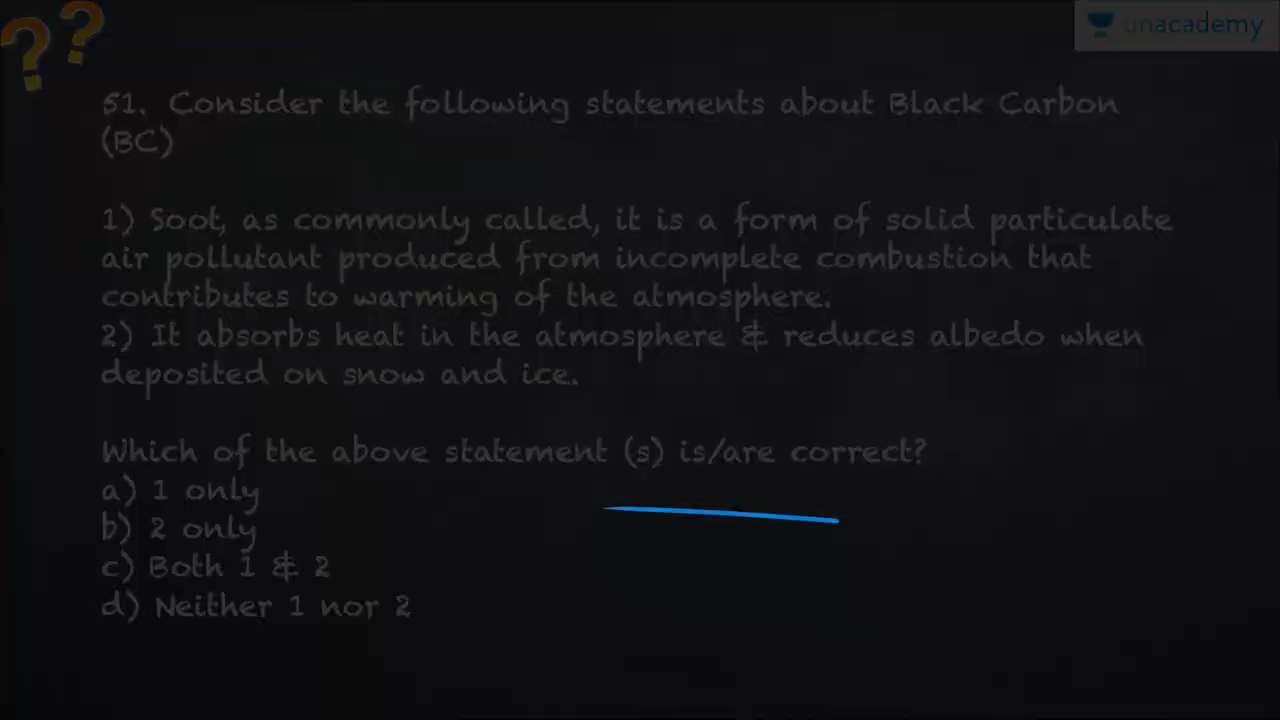 unacademy
51. Consider the following statements about Black Carbon
(BC)
1) Soot, as commonly called, it is a form of solid particulate
air pollutant produced from incomplete combustion that
contributes to warming of the atmosphere.
2) It absorbs heat in the atmosphere & reduces albedo when
deposited on snow and ice.
Which of the above statement (s) is/are correct?
a) 1 only
b) 2 only
c) Both 1 & 2
d) Neither 1 nor 2